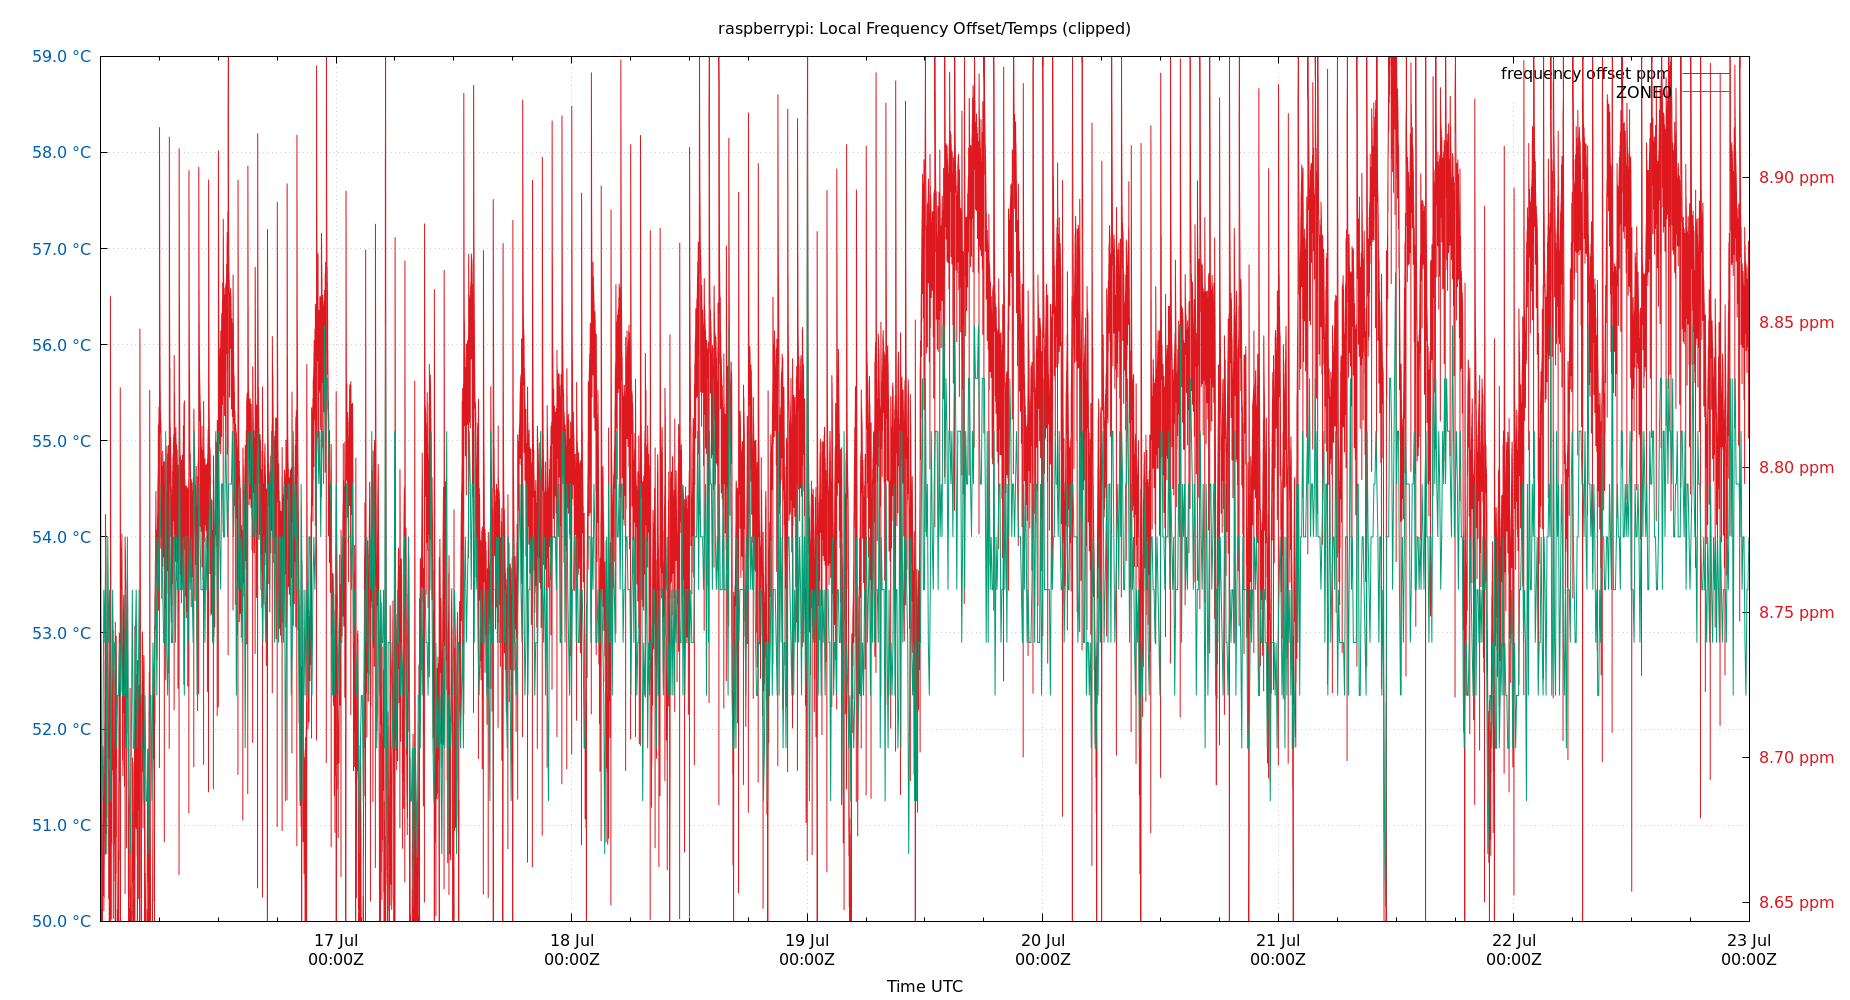 raspberrypi: Local Frequency Offset/Temps (clipped)
59.0 °C
58.0 °C
57.0 °C
56.0 °C
55.0 °C
54.0 °C
53.0 °C
52.0 °C
51.0 °C
50.0 °C
frequency offset ppm
ZONE0
8.90 ppm
8.85 ppm
8.80 ppm
8.75 ppm
8.70 ppm
8.65 ppm
17 Jul
00:00Z
18 Jul
00:00Z
19 Jul
00:00Z
20 Jul
00:00Z
21 Jul
00:00Z
22 Jul
00:00Z
23 Jul
00:00Z
Time UTC